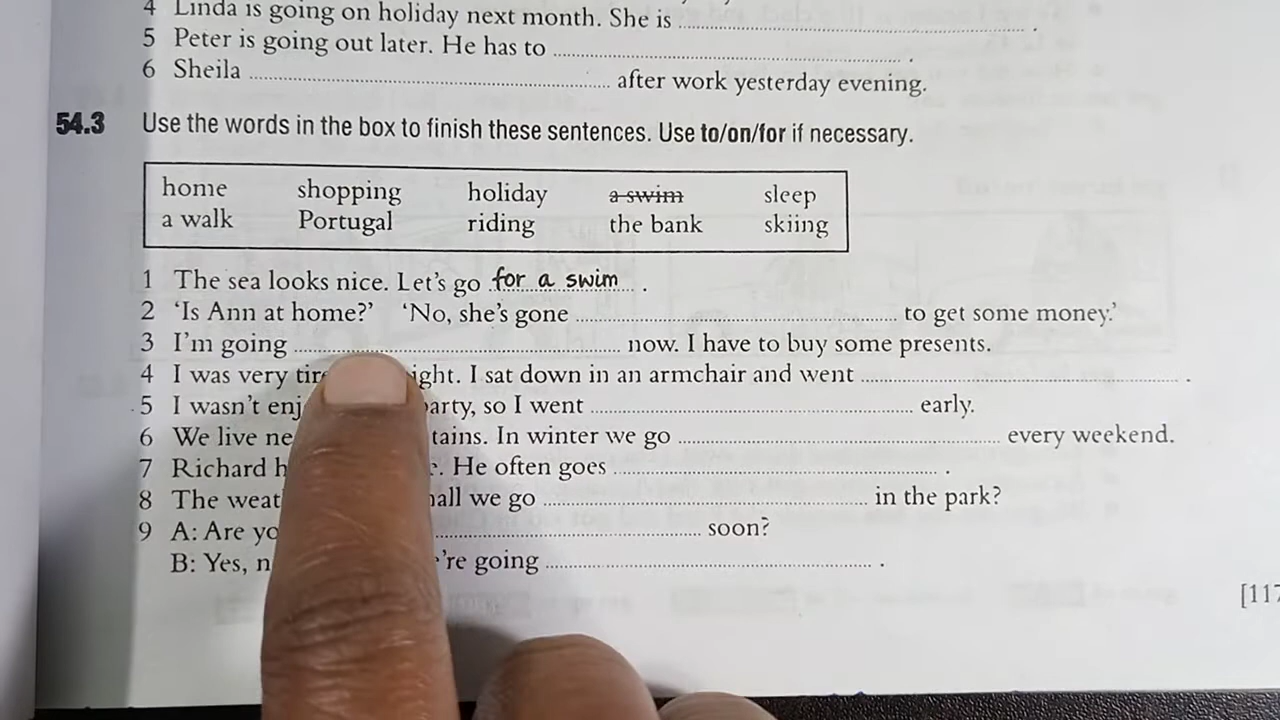 4 Linda is going on holiday next month. She is .............................. .
5 Peter is going out later. He has to .............................. .
6 Sheila .............................. after work yesterday evening.
54.3 Use the words in the box to finish these sentences. Use to/on/for if necessary.
home shopping holiday a swim sleep
a walk Portugal riding the bank skiing
1 The sea looks nice. Let's go for a swim .
2 ‘Is Ann at home?’ ‘No, she's gone .............................. to get some money.’
3 I'm going .............................. now. I have to buy some presents.
4 I was very tir ight. I sat down in an armchair and went .............................. .
5 I wasn't enj party, so I went .............................. early.
6 We live ne tains. In winter we go .............................. every weekend.
7 Richard h e. He often goes .............................. .
8 The weat hall we go .............................. in the park?
9 A: Are yo .............................. soon?
B: Yes, n 're going .............................. .
[117